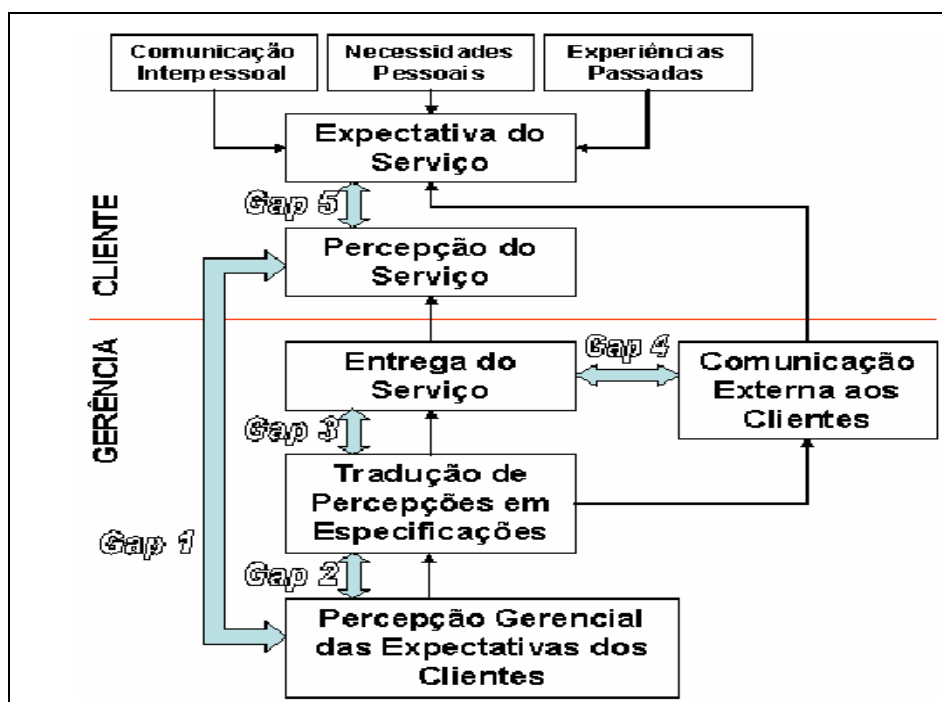 Comunicação
Interpessoal
Necessidades
Pessoais
Experiências
Passadas
Expectativa do
Serviço
Gap 5
CLIENTE
Percepção do
Serviço
GERÊNCIA
Entrega do
Serviço
Gap 4
Comunicação
Externa aos
Clientes
Gap 3
Tradução de
Percepções em
Especificações
Gap 1
Gap 2
Percepção Gerencial
das Expectativas dos
Clientes